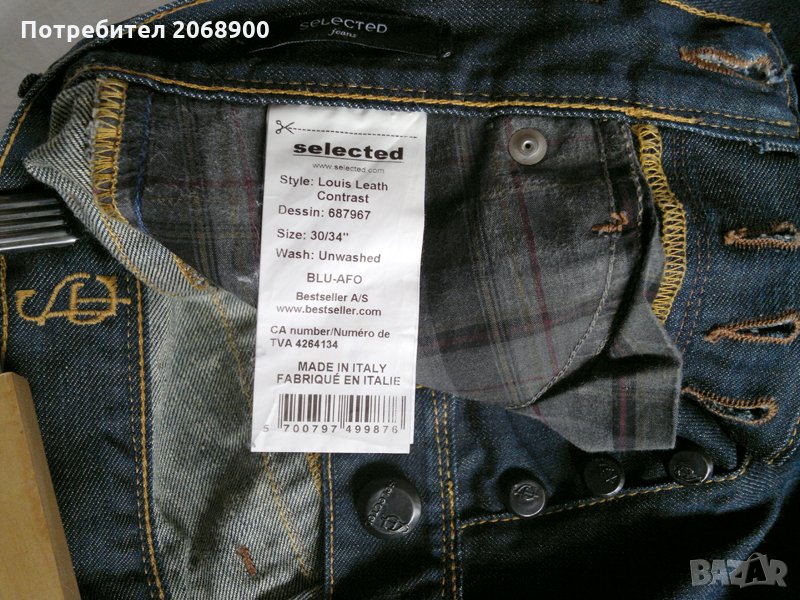 Потребител 2068900
SELECTED
jeans
selected
www.selected.com
Style: Louis Leath
Contrast
Dessin: 687967
Size: 30/34"
Wash: Unwashed
BLU-AFO
Bestseller A/S
www.bestseller.com
CA number/Numéro de
TVA 4264134
MADE IN ITALY
FABRIQUÉ EN ITALIE
5 700797 499876
BAZAR